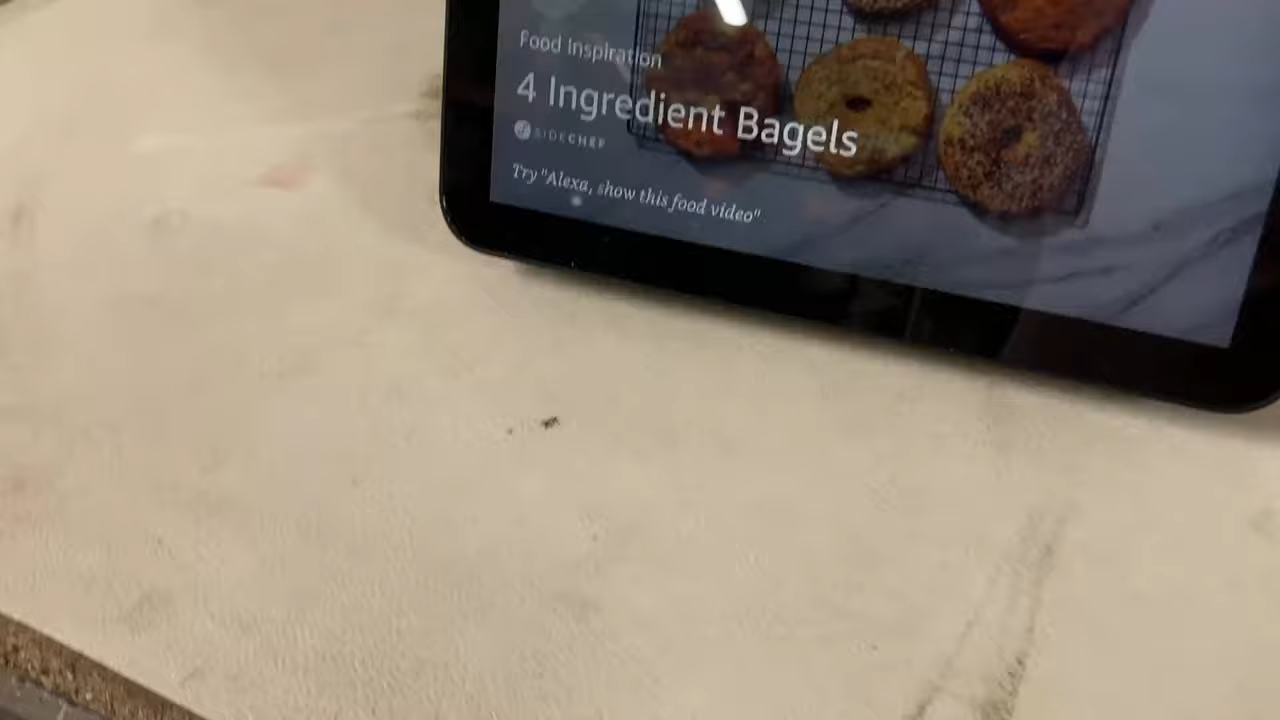 Food Inspiration
4 Ingredient Bagels
SIDECHEF
Try "Alexa, show this food video"